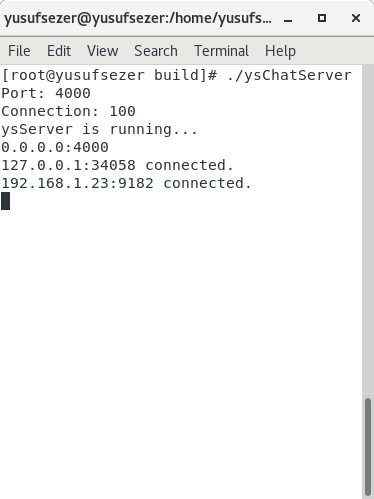 yusufsezer@yusufsezer:/home/yusufs...
File Edit View Search Terminal Help
[root@yusufsezer build]# ./ysChatServer
Port: 4000
Connection: 100
ysServer is running...
0.0.0.0:4000
127.0.0.1:34058 connected.
192.168.1.23:9182 connected.